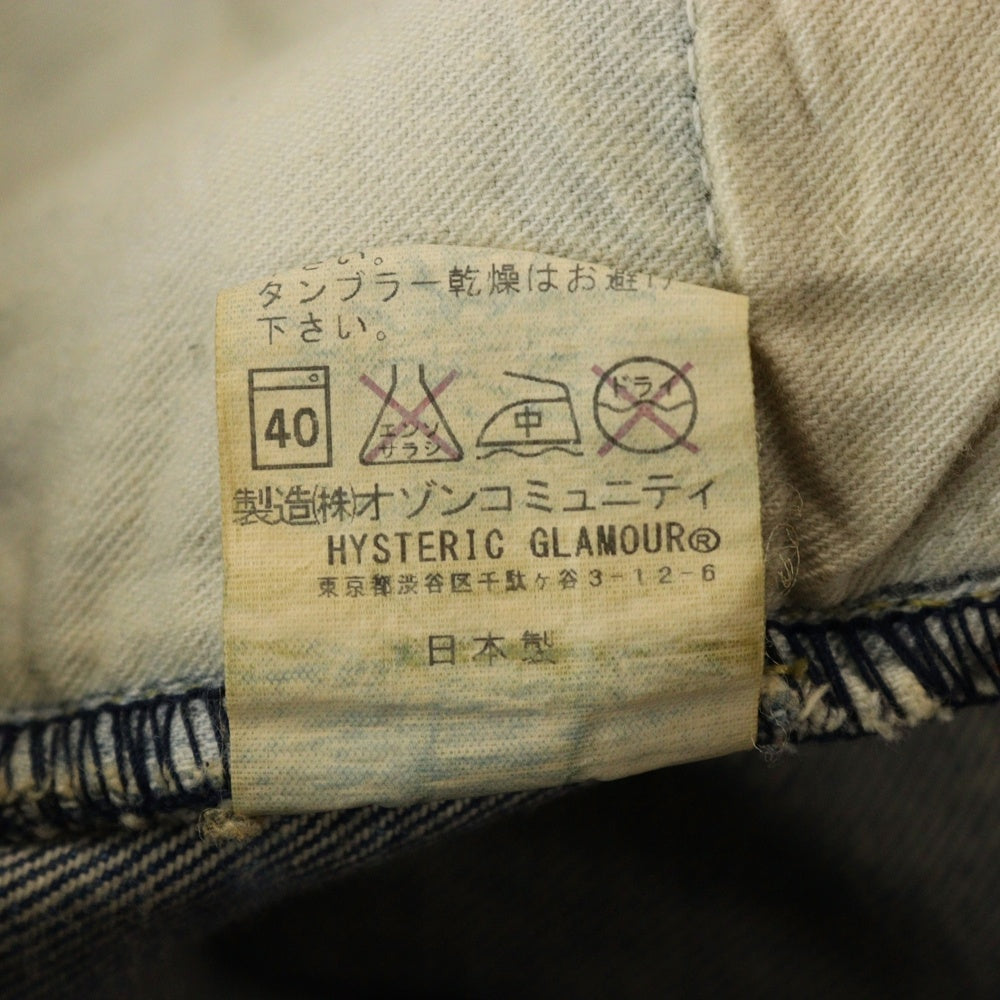 さい。
タンブラー乾燥はお避け
下さい。
40 エンソサラシ 中 ドライ
製造(株)オゾンコミュニティ
HYSTERIC GLAMOUR®
東京都渋谷区千駄ヶ谷3-12-6
日本製